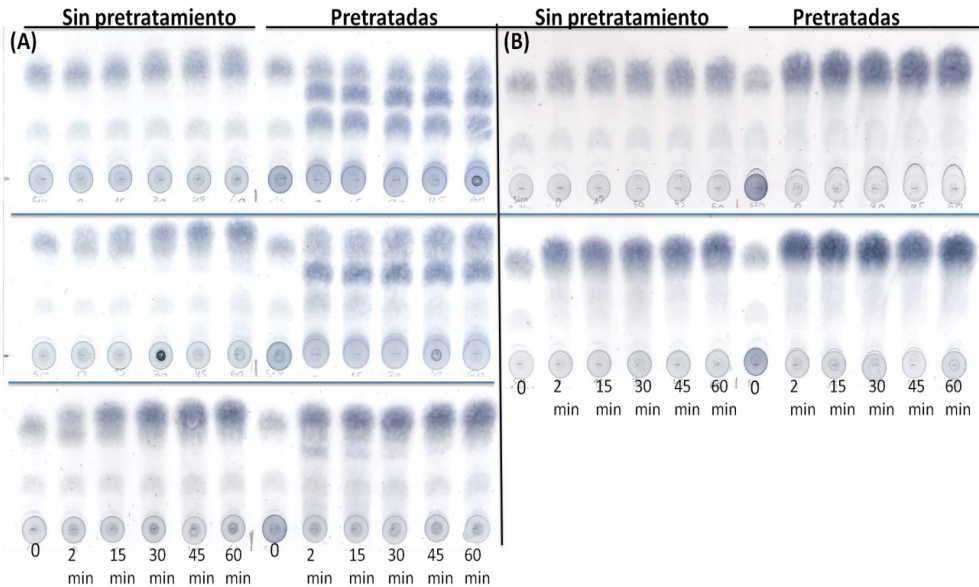 Sin pretratamiento Pretratadas Sin pretratamiento Pretratadas
(A) (B)
0 2 min 15 min 30 min 45 min 60 min 0 2 min 15 min 30 min 45 min 60 min
0 2 min 15 min 30 min 45 min 60 min 0 2 min 15 min 30 min 45 min 60 min